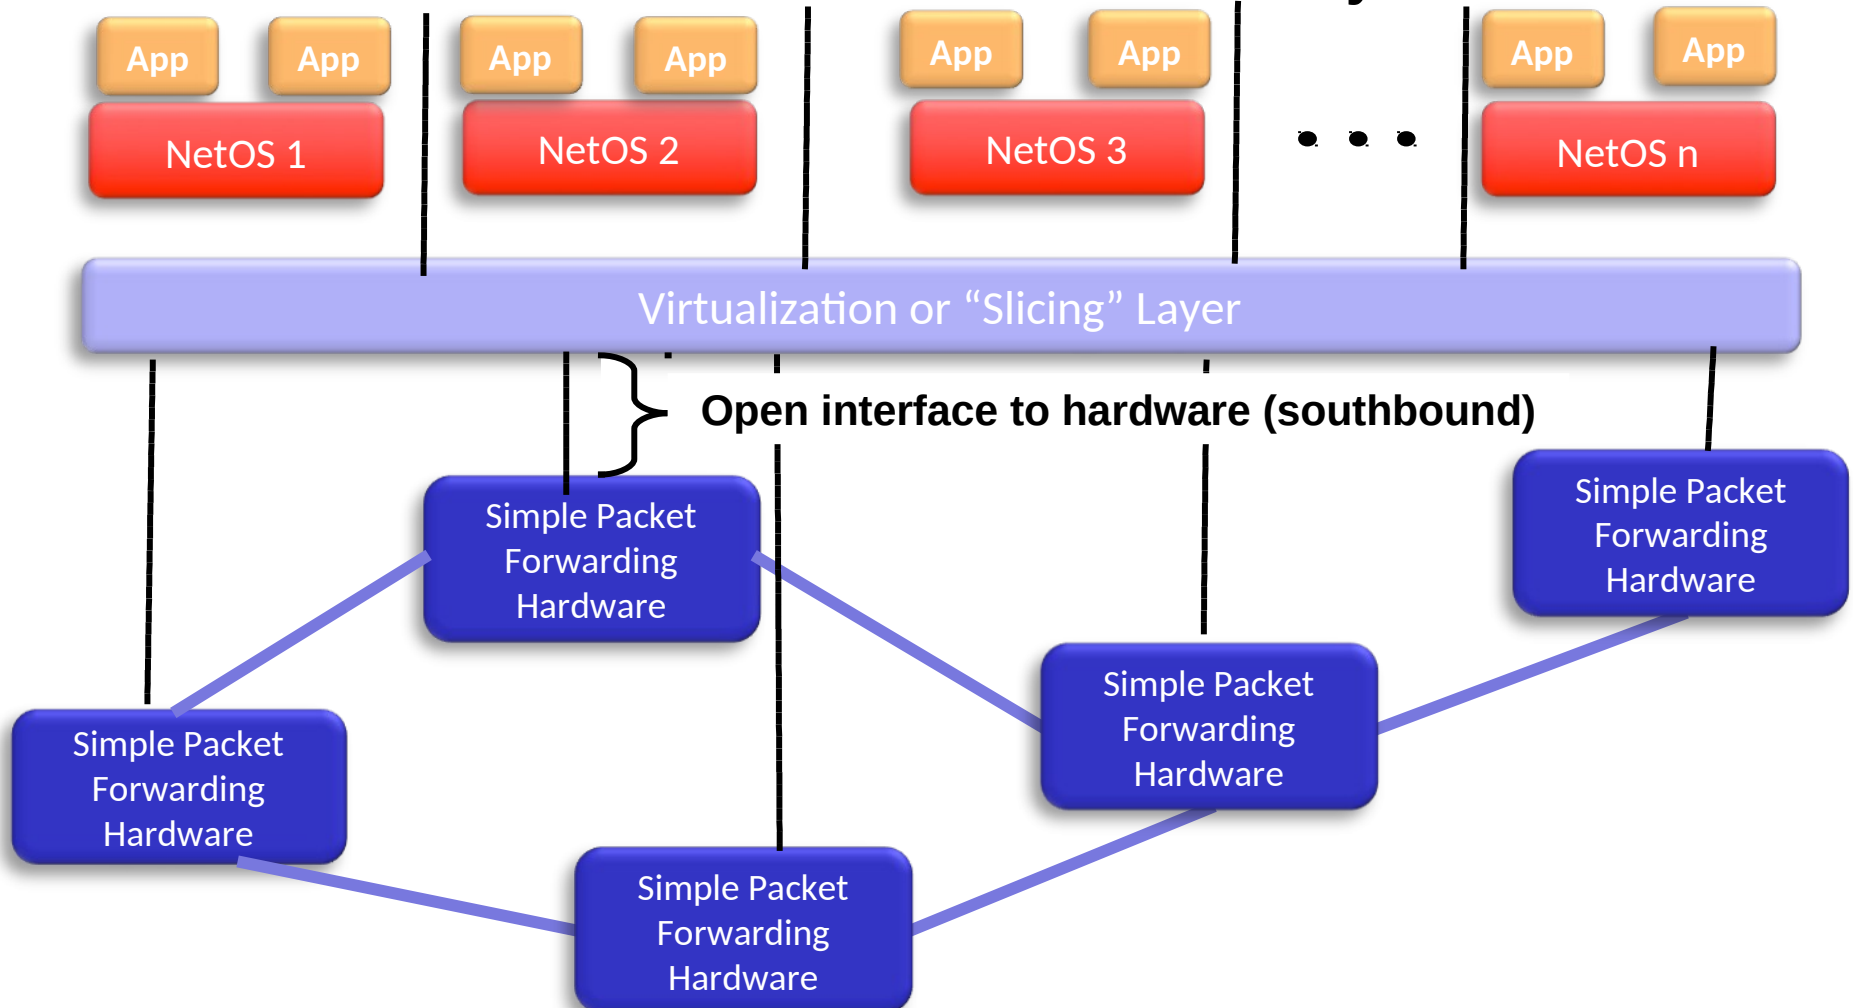 App
App
App
App
App
App
App
App
NetOS 1
NetOS 2
NetOS 3
NetOS n
Virtualization or “Slicing” Layer
Open interface to hardware (southbound)
Simple Packet
Forwarding
Hardware
Simple Packet
Forwarding
Hardware
Simple Packet
Forwarding
Hardware
Simple Packet
Forwarding
Hardware
Simple Packet
Forwarding
Hardware